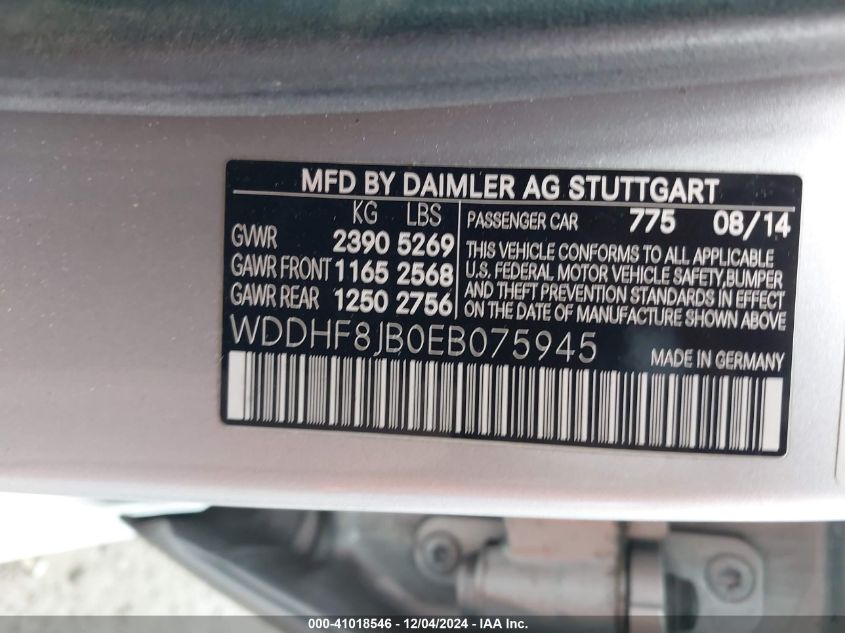 MFD BY DAIMLER AG STUTTGART
KG LBS
GVWR 2390 5269
GAWR FRONT 1165 2568
GAWR REAR 1250 2756
PASSENGER CAR 775 08/14
THIS VEHICLE CONFORMS TO ALL APPLICABLE
U.S. FEDERAL MOTOR VEHICLE SAFETY,BUMPER
AND THEFT PREVENTION STANDARDS IN EFFECT
ON THE DATE OF MANUFACTURE SHOWN ABOVE
WDDHF8JB0EB075945
MADE IN GERMANY
000-41018546 - 12/04/2024 - IAA Inc.